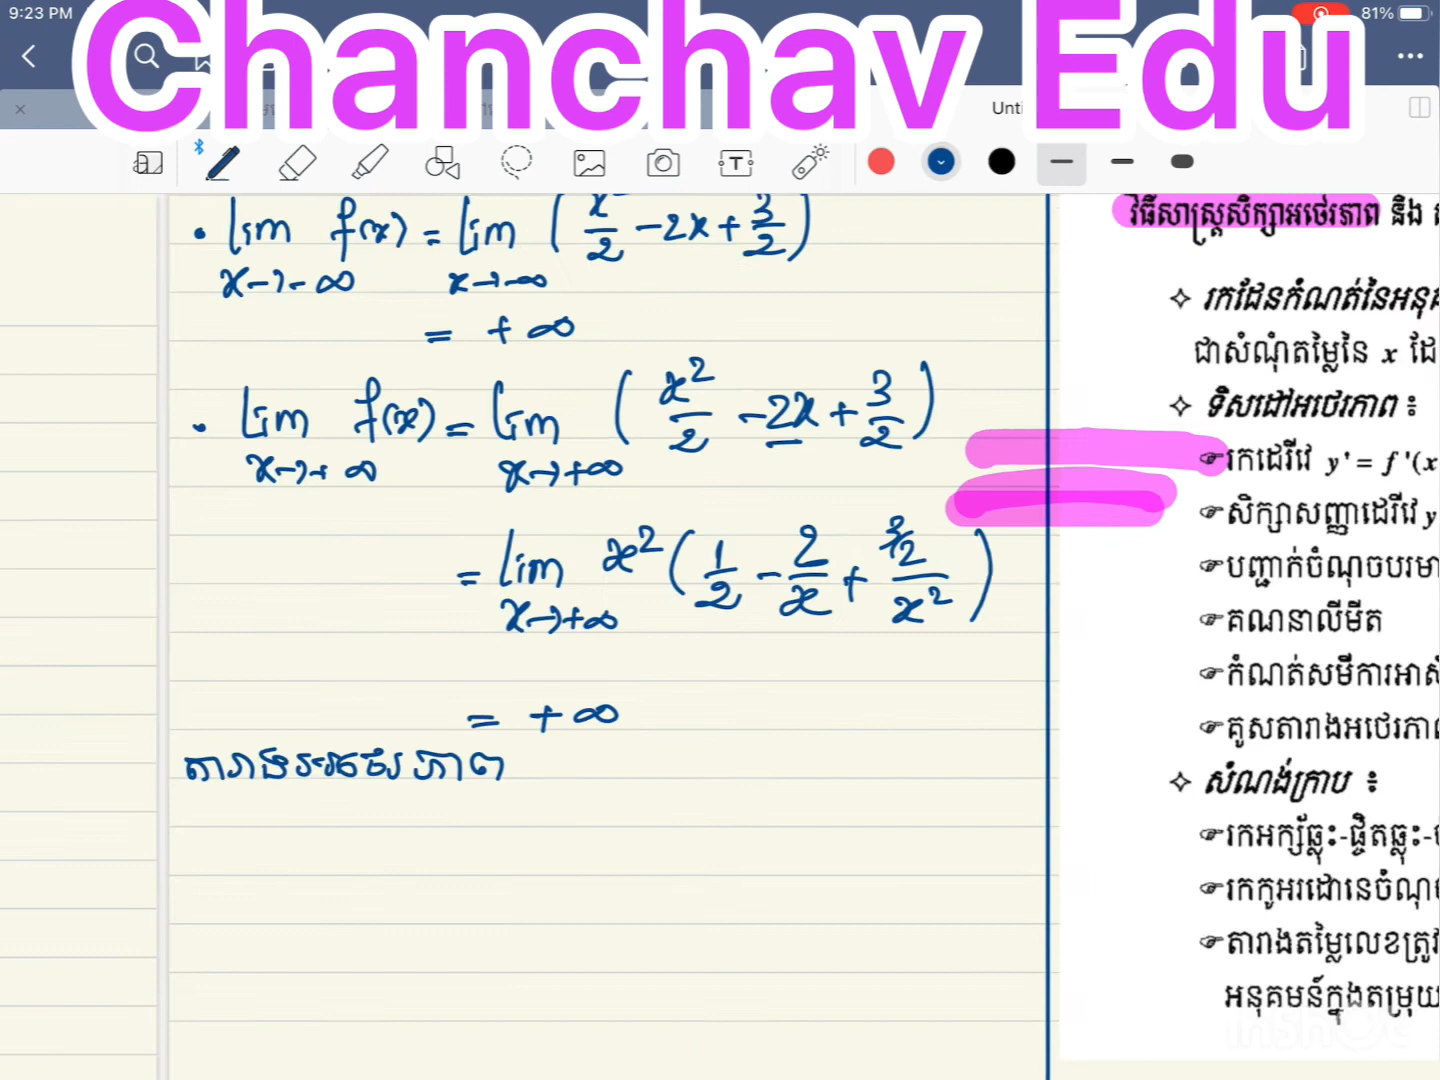 9:23 PM
81%
Chanchav Edu
Unti
• lim f(x) = lim (x²/2 − 2x + 3/2)
x→−∞ x→−∞
= +∞
• lim f(x) = lim (x²/2 − 2x + 3/2)
x→+∞ x→+∞
= lim x² (1/2 − 2/x + 3/2/x²)
x→+∞
= +∞
តារាងអថេរភាព
វិធីសាស្ត្រសិក្សាអថេរភាព និង
✧ រកដែនកំណត់នៃអនុគ
ជាសំណុំតម្លៃនៃ x ដែ
✧ ទិសដៅអថេរភាព ៖
☞រកដេរីវេ y' = f '(x
☞សិក្សាសញ្ញាដេរីវេ y
☞បញ្ជាក់ចំណុចបរមា
☞គណនាលីមីត
☞កំណត់សមីការអាស៊
☞គូសតារាងអថេរភាព
✧ សំណង់ក្រាប ៖
☞រកអក្ស័ឆ្លុះ-ផ្ចិតឆ្លុះ-
☞រកកូអរដោនេចំណុច
☞តារាងតម្លៃលេខត្រូវ
អនុគមន៍ក្នុងតម្រុយ